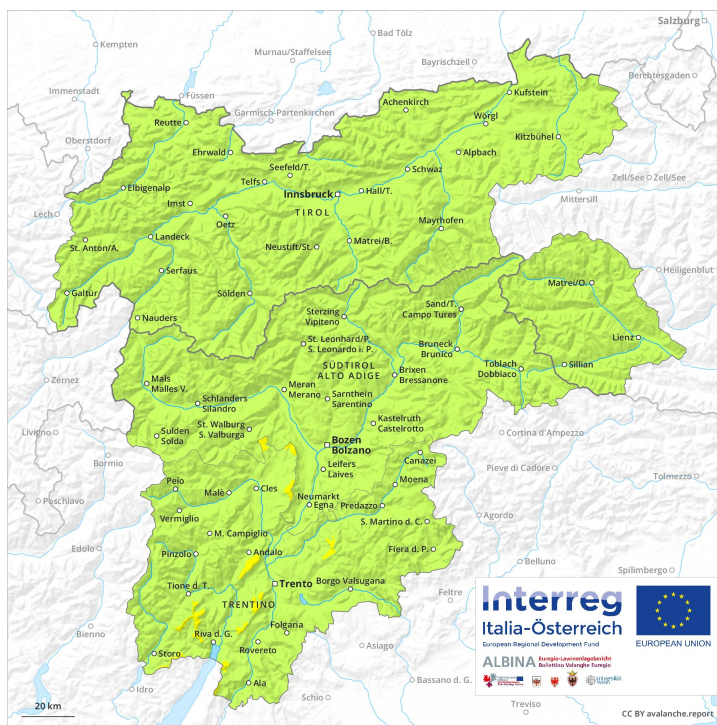 Salzburg
Bad Tölz
Kempten
Murnau/Staffelsee
Bayrischzell
Berchtesgaden
Immenstadt
Füssen
Garmisch-Partenkirchen
Achenkirch
Kufstein
Wörgl
Reutte
Oberstdorf
Ehrwald
Kitzbühel
Seefeld/T.
Alpbach
Schwaz
Telfs
Zell/See
Zell/See
Elbigenalp
Innsbruck
Hall/T.
Mittersill
Imst
TIROL
Lech
Oetz
Mayrhofen
St. Anton/A.
Landeck
Neustift/St.
Matrei/B.
Serfaus
Heiligenblut
Galtür
Sölden
Matrei/O.
Nauders
Sterzing
Vipiteno
Sand/T.
Campo Tures
St. Leonhard/P.
S. Leonardo i. P.
Bruneck
Brunico
Lienz
SÜDTIROL
ALTO ADIGE
Toblach
Dobbiaco
Sillian
Brixen
Bressanone
Zernez
Mals
Malles V.
Meran
Merano
Schlanders
Silandro
Sarnthein
Sarentino
Kastelruth
Castelrotto
St. Walburg
S. Valburga
Livigno
Sulden
Solda
Cortina d'Ampezzo
Bozen
Bolzano
Bormio
Canazei
Leifers
Laives
Pieve di Cadore
Tolmezzo
Poschiavo
Peio
Malè
Cles
Moena
Neumarkt
Egna
Predazzo
Vermiglio
Agordo
S. Martino d. C.
M. Campiglio
Edolo
Pinzolo
Andalo
Fiera d. P.
Belluno
Spilimbergo
Tione d. T.
Trento
Borgo Valsugana
Feltre
TRENTINO
Bienno
Folgaria
Riva d. G.
Rovereto
Asiago
Storo
Ala
Idro
Schio
Bassano d. G.
Treviso
20 km
Interreg
Italia-Österreich
European Regional Development Fund
EUROPEAN UNION
ALBINA
Euregio-Lawinenlagebericht
Bollettino Valanghe Euregio
CC BY avalanche.report